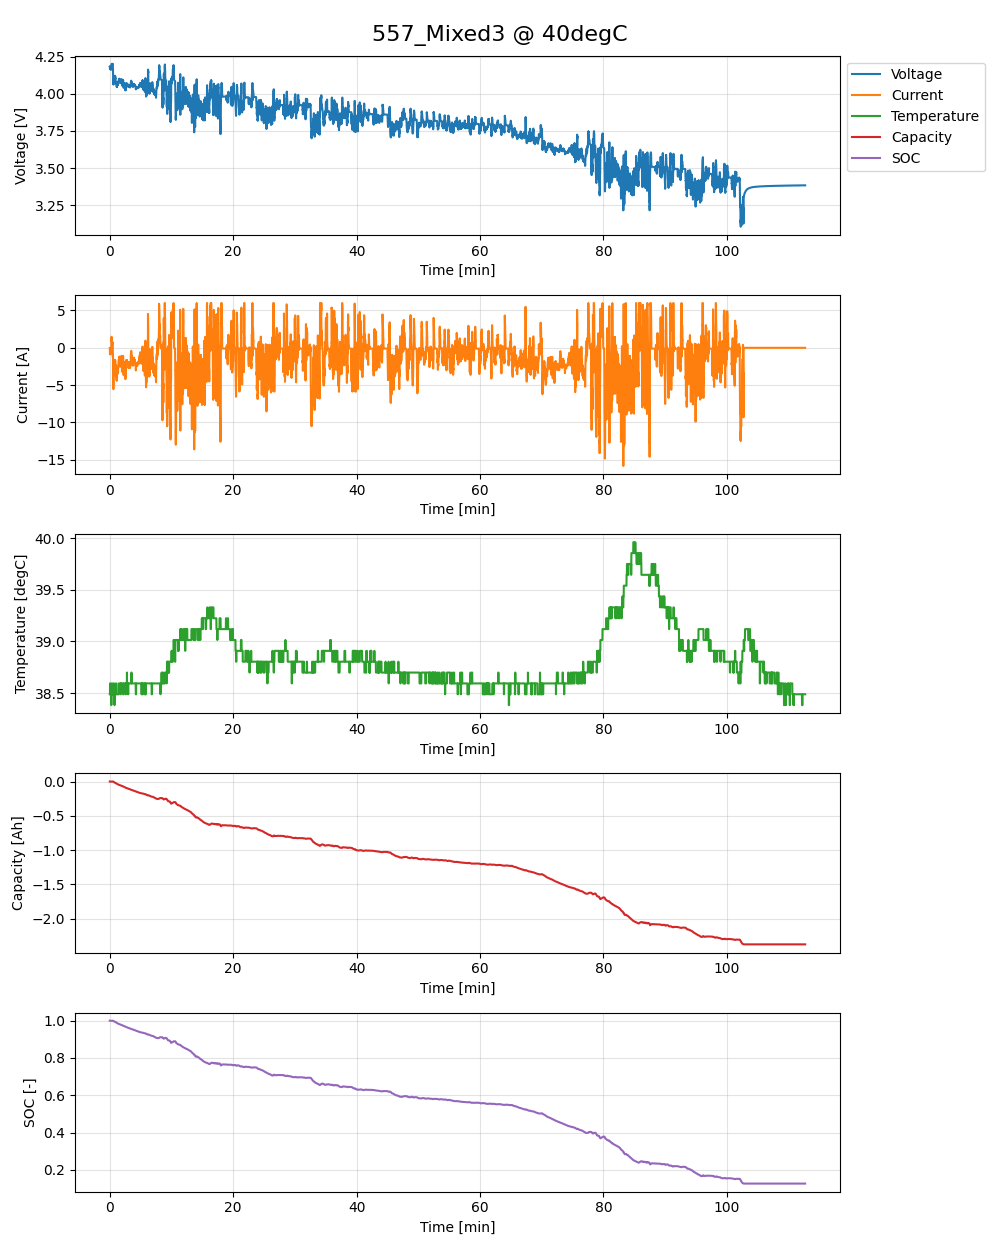 557_Mixed3 @ 40degC
Voltage [V]
4.25
4.00
3.75
3.50
3.25
0 20 40 60 80 100
Time [min]
Voltage
Current
Temperature
Capacity
SOC
Current [A]
5
0
−5
−10
−15
0 20 40 60 80 100
Time [min]
Temperature [degC]
40.0
39.5
39.0
38.5
0 20 40 60 80 100
Time [min]
Capacity [Ah]
0.0
−0.5
−1.0
−1.5
−2.0
0 20 40 60 80 100
Time [min]
SOC [-]
1.0
0.8
0.6
0.4
0.2
0 20 40 60 80 100
Time [min]